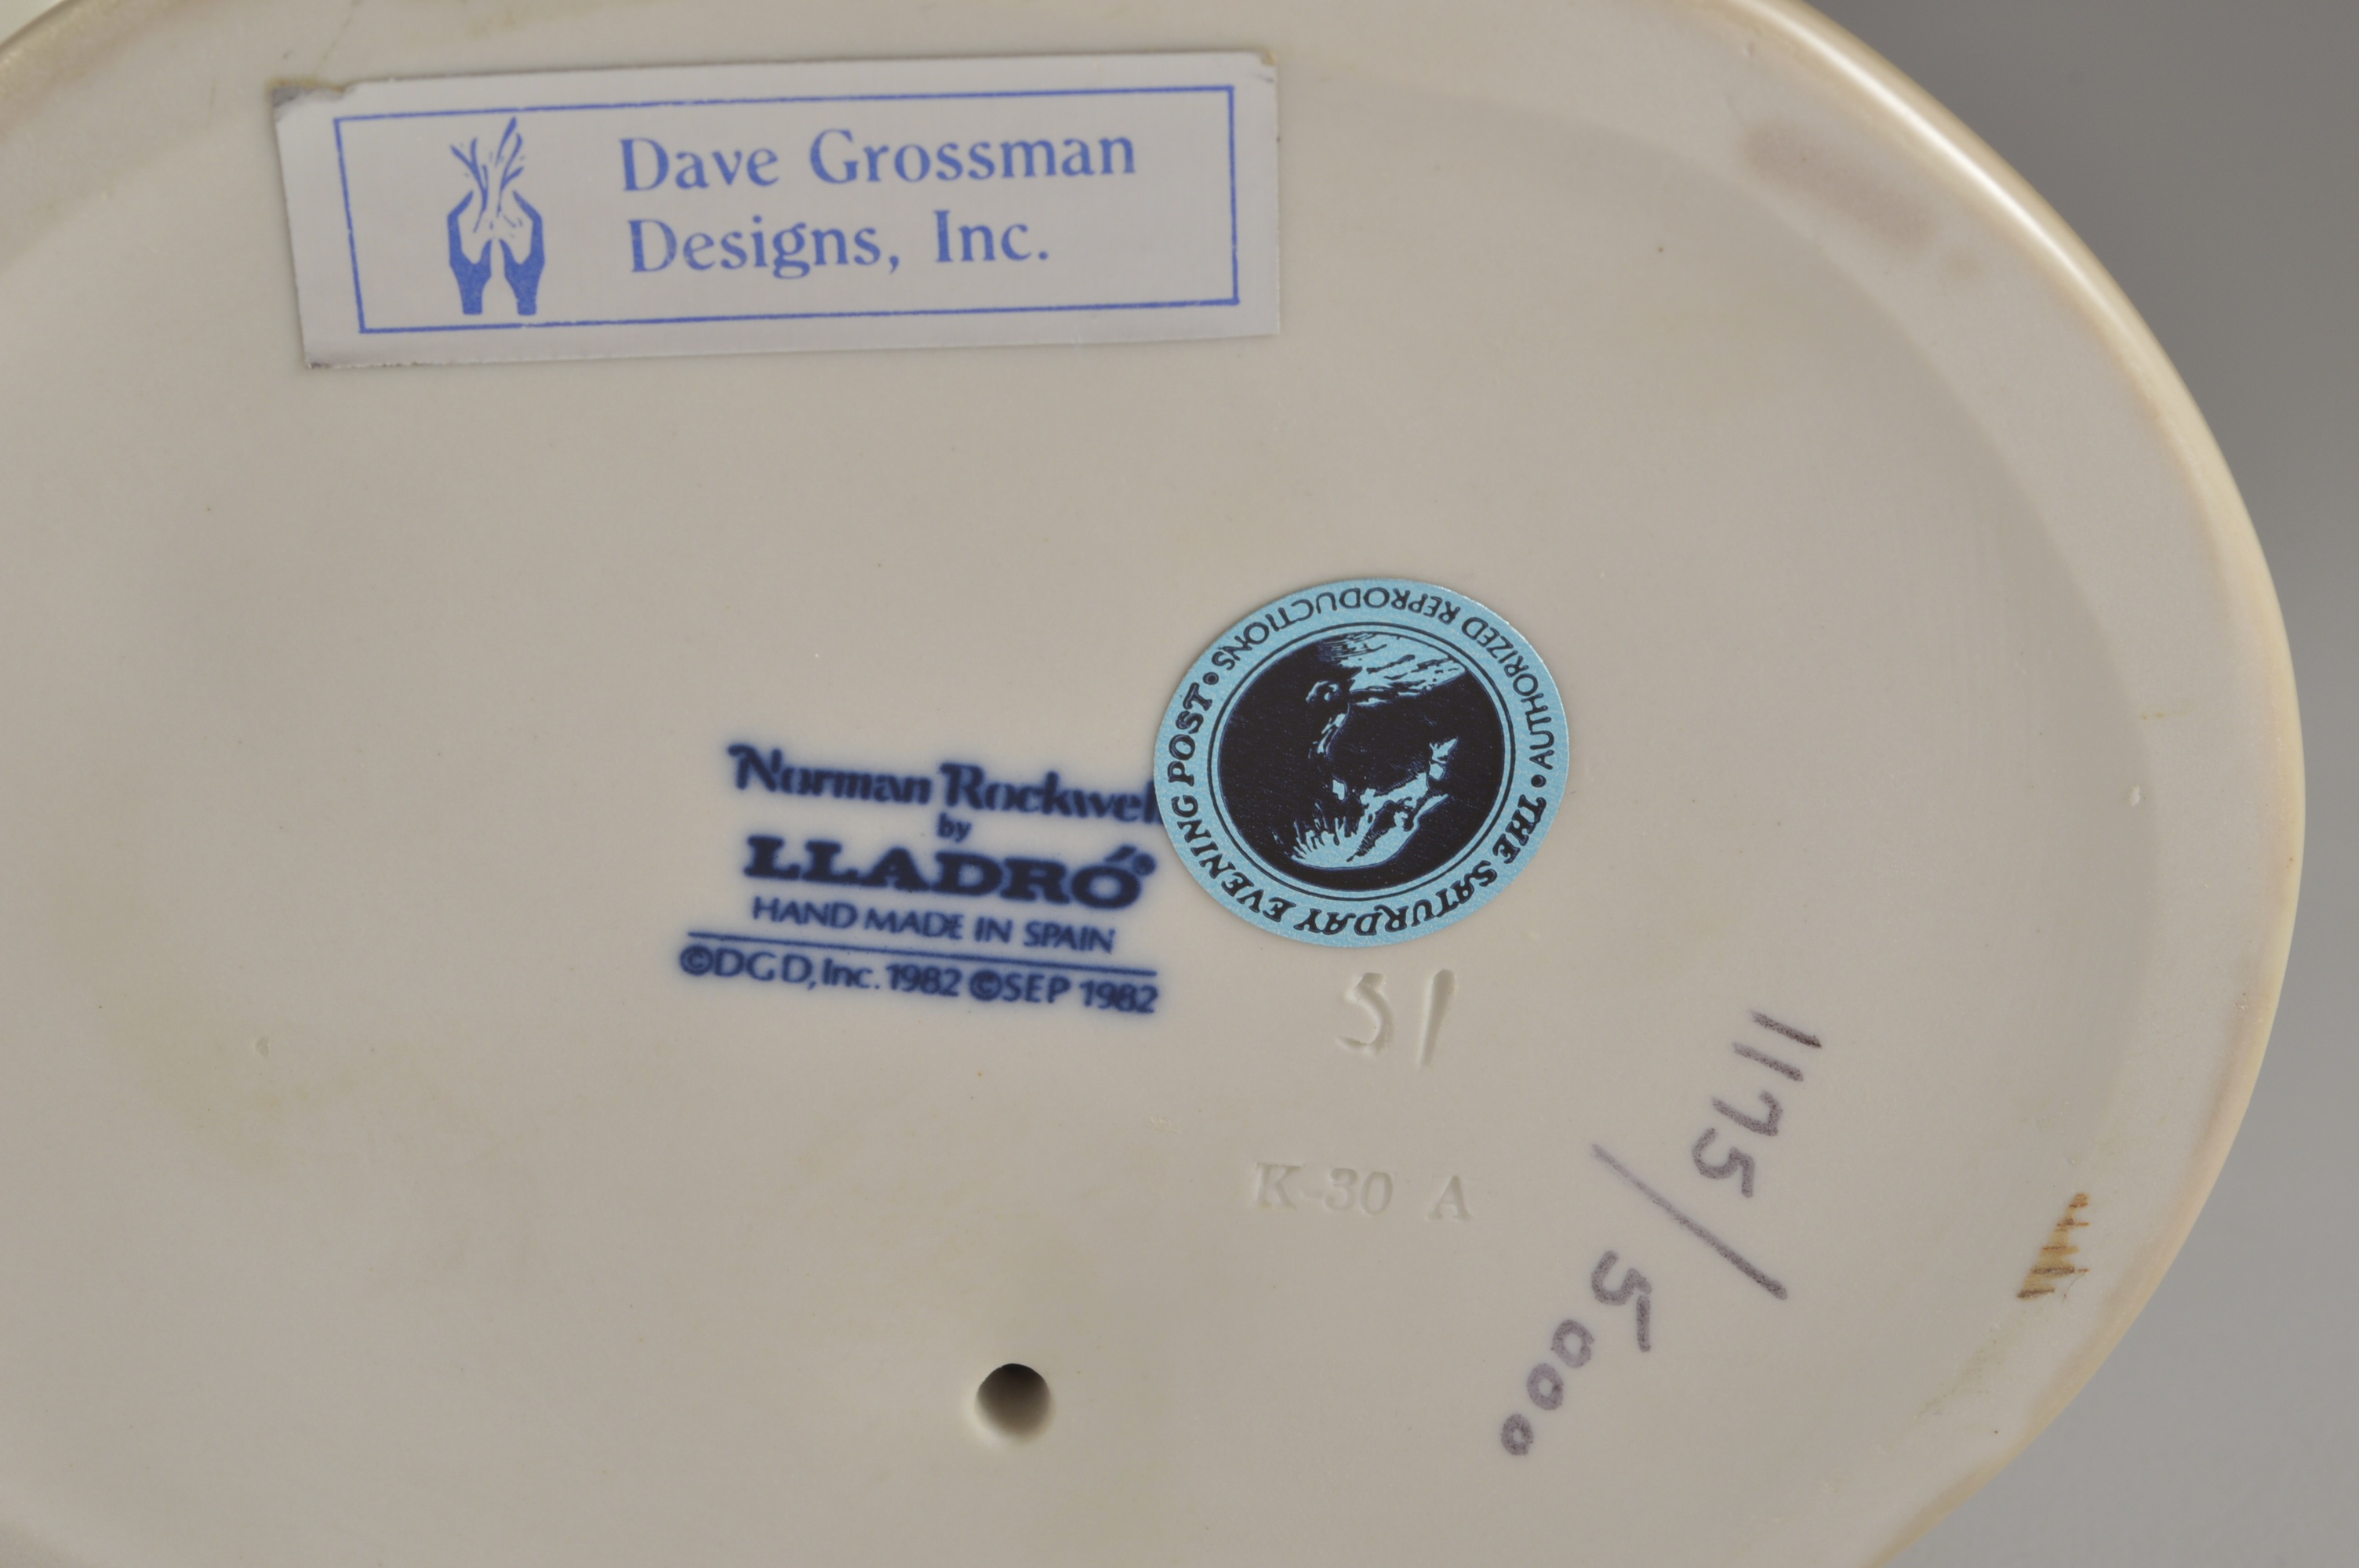 Dave Grossman
Designs, Inc.
Norman Rockwell
by
LLADRÓ®
HAND MADE IN SPAIN
©DGD, Inc. 1982 ©SEP 1982
• THE SATURDAY EVENING POST • AUTHORIZED REPRODUCTIONS
51
K-30 A
1175/5000